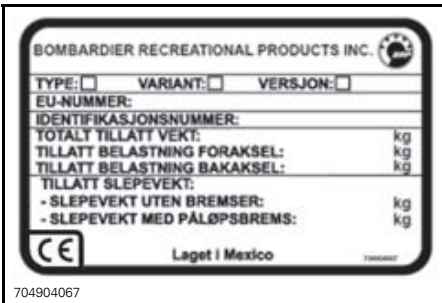 BOMBARDIER RECREATIONAL PRODUCTS INC.
TYPE: VARIANT: VERSJON:
EU-NUMMER:
IDENTIFIKASJONSNUMMER:
TOTALT TILLATT VEKT: kg
TILLATT BELASTNING FORAKSEL: kg
TILLATT BELASTNING BAKAKSEL: kg
TILLATT SLEPEVEKT:
- SLEPEVEKT UTEN BREMSER: kg
- SLEPEVEKT MED PÅLØPSBREMS: kg
CE Laget i Mexico 704904067
704904067